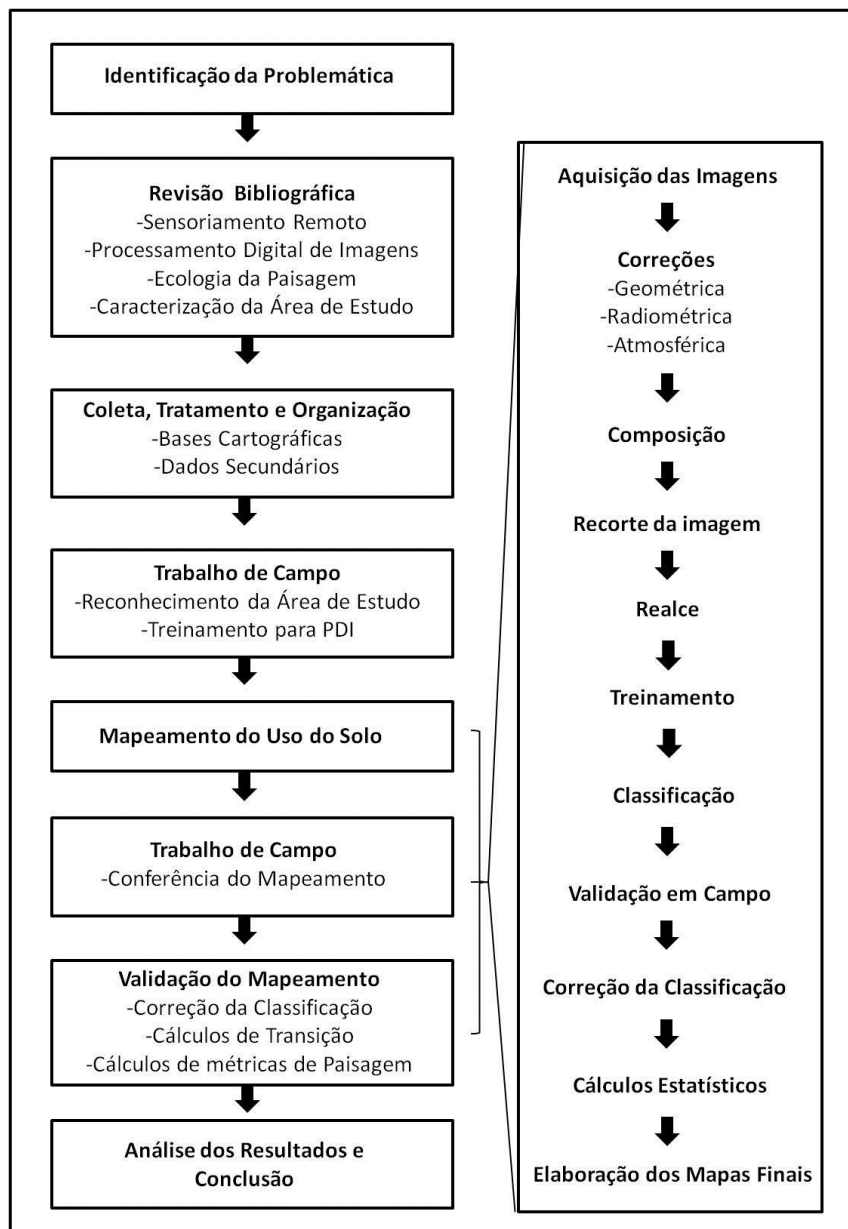 Identificação da Problemática
Revisão Bibliográfica
-Sensoriamento Remoto
-Processamento Digital de Imagens
-Ecologia da Paisagem
-Caracterização da Área de Estudo
Coleta, Tratamento e Organização
-Bases Cartográficas
-Dados Secundários
Trabalho de Campo
-Reconhecimento da Área de Estudo
-Treinamento para PDI
Mapeamento do Uso do Solo
Trabalho de Campo
-Conferência do Mapeamento
Validação do Mapeamento
-Correção da Classificação
-Cálculos de Transição
-Cálculos de métricas de Paisagem
Análise dos Resultados e
Conclusão
Aquisição das Imagens
Correções
-Geométrica
-Radiométrica
-Atmosférica
Composição
Recorte da imagem
Realce
Treinamento
Classificação
Validação em Campo
Correção da Classificação
Cálculos Estatísticos
Elaboração dos Mapas Finais